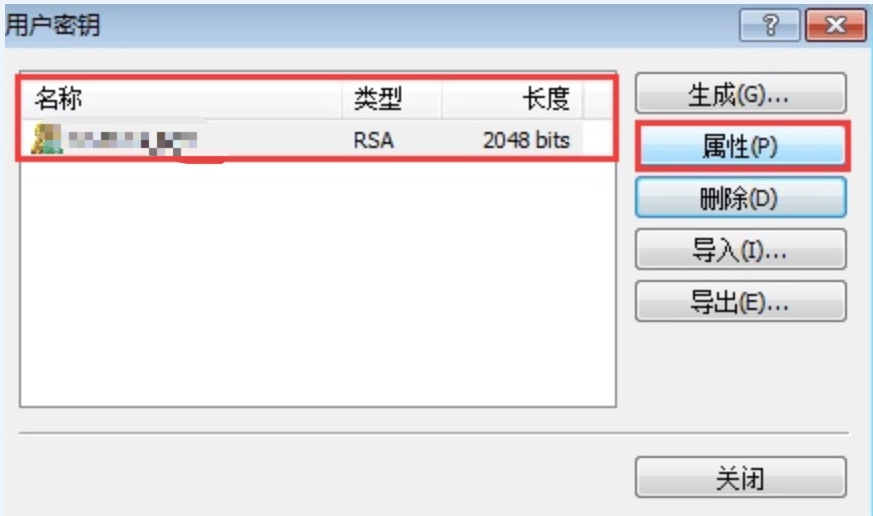 用户密钥
名称 类型 长度
RSA 2048 bits
生成(G)...
属性(P)
删除(D)
导入(I)...
导出(E)...
关闭